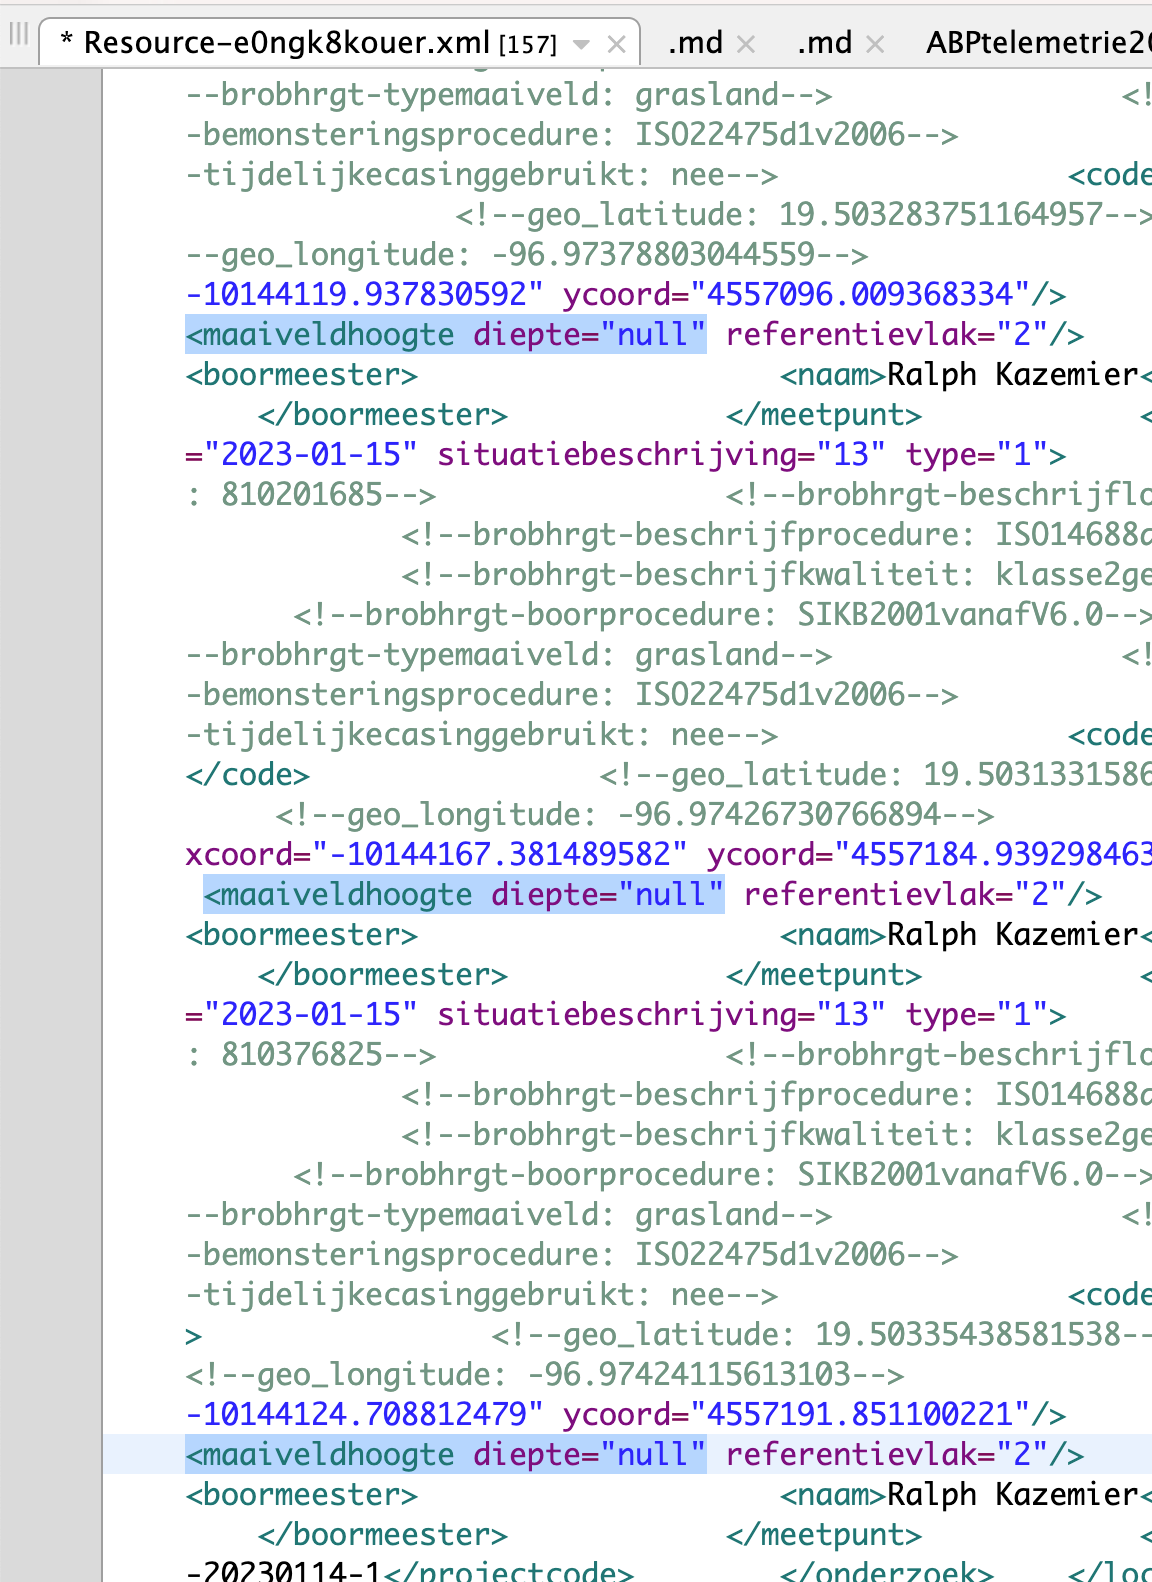 * Resource-e0ngk8kouer.xml [157] .md .md ABPtelemetrie20
--brobhrgt-typemaaiveld: grasland--> <!
-bemonsteringsprocedure: ISO22475d1v2006-->
-tijdelijkecasinggebruikt: nee--> <code
<!--geo_latitude: 19.503283751164957-->
--geo_longitude: -96.97378803044559-->
-10144119.937830592" ycoord="4557096.009368334"/>
<maaiveldhoogte diepte="null" referentievlak="2"/>
<boormeester> <naam>Ralph Kazemier<
</boormeester> </meetpunt> <
="2023-01-15" situatiebeschrijving="13" type="1">
: 810201685--> <!--brobhrgt-beschrijflo
<!--brobhrgt-beschrijfprocedure: ISO14688d
<!--brobhrgt-beschrijfkwaliteit: klasse2ge
<!--brobhrgt-boorprocedure: SIKB2001vanafV6.0-->
--brobhrgt-typemaaiveld: grasland--> <!
-bemonsteringsprocedure: ISO22475d1v2006-->
-tijdelijkecasinggebruikt: nee--> <code
</code> <!--geo_latitude: 19.5031331586
<!--geo_longitude: -96.97426730766894-->
xcoord="-10144167.381489582" ycoord="4557184.939298463
<maaiveldhoogte diepte="null" referentievlak="2"/>
<boormeester> <naam>Ralph Kazemier<
</boormeester> </meetpunt> <
="2023-01-15" situatiebeschrijving="13" type="1">
: 810376825--> <!--brobhrgt-beschrijflo
<!--brobhrgt-beschrijfprocedure: ISO14688d
<!--brobhrgt-beschrijfkwaliteit: klasse2ge
<!--brobhrgt-boorprocedure: SIKB2001vanafV6.0-->
--brobhrgt-typemaaiveld: grasland--> <!
-bemonsteringsprocedure: ISO22475d1v2006-->
-tijdelijkecasinggebruikt: nee--> <code
> <!--geo_latitude: 19.50335438581538--
<!--geo_longitude: -96.97424115613103-->
-10144124.708812479" ycoord="4557191.851100221"/>
<maaiveldhoogte diepte="null" referentievlak="2"/>
<boormeester> <naam>Ralph Kazemier<
</boormeester> </meetpunt> <
-20230114-1</projectcode> </onderzoek> </loc